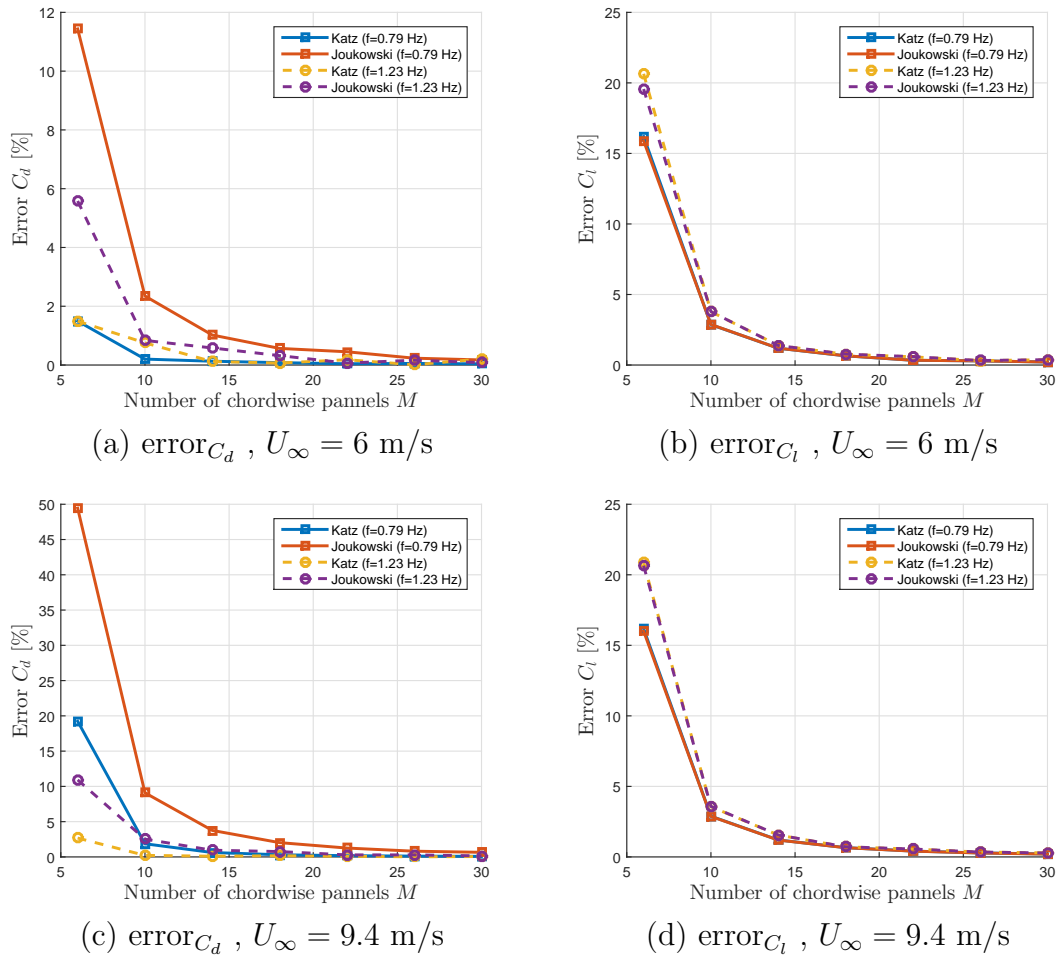 12
10
8
6
4
2
0
Error $C_d$ [%]
5 10 15 20 25 30
Number of chordwise pannels $M$
Katz (f=0.79 Hz)
Joukowski (f=0.79 Hz)
Katz (f=1.23 Hz)
Joukowski (f=1.23 Hz)
(a) error$_{C_d}$ , $U_\infty$ = 6 m/s
25
20
15
10
5
0
Error $C_l$ [%]
5 10 15 20 25 30
Number of chordwise pannels $M$
Katz (f=0.79 Hz)
Joukowski (f=0.79 Hz)
Katz (f=1.23 Hz)
Joukowski (f=1.23 Hz)
(b) error$_{C_l}$ , $U_\infty$ = 6 m/s
50
45
40
35
30
25
20
15
10
5
0
Error $C_d$ [%]
5 10 15 20 25 30
Number of chordwise pannels $M$
Katz (f=0.79 Hz)
Joukowski (f=0.79 Hz)
Katz (f=1.23 Hz)
Joukowski (f=1.23 Hz)
(c) error$_{C_d}$ , $U_\infty$ = 9.4 m/s
25
20
15
10
5
0
Error $C_l$ [%]
5 10 15 20 25 30
Number of chordwise pannels $M$
Katz (f=0.79 Hz)
Joukowski (f=0.79 Hz)
Katz (f=1.23 Hz)
Joukowski (f=1.23 Hz)
(d) error$_{C_l}$ , $U_\infty$ = 9.4 m/s